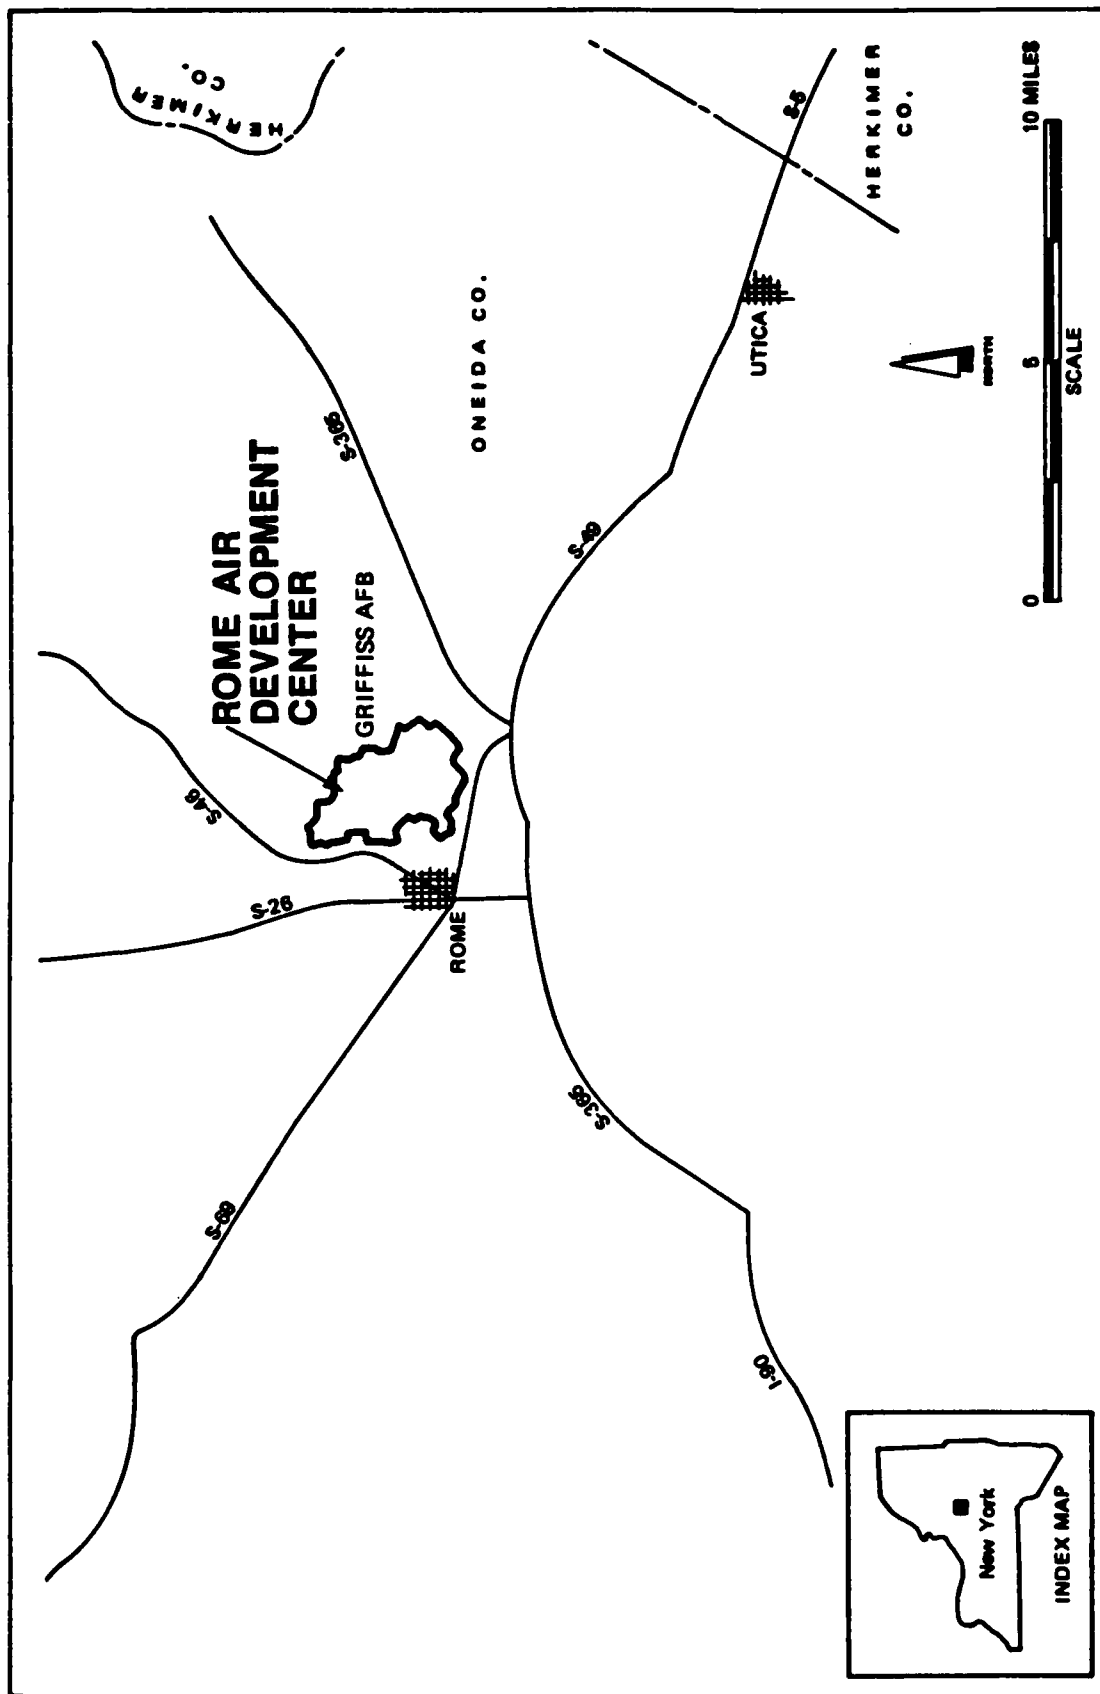 HERKIMER
CO.
S-46
S-26
S-365
ROME AIR
DEVELOPMENT
CENTER
GRIFFISS AFB
ONEIDA CO.
S-69
ROME
S-49
S-365
UTICA
S-5
HERKIMER
CO.
I-90
NORTH
0
5
10 MILES
SCALE
New York
INDEX MAP